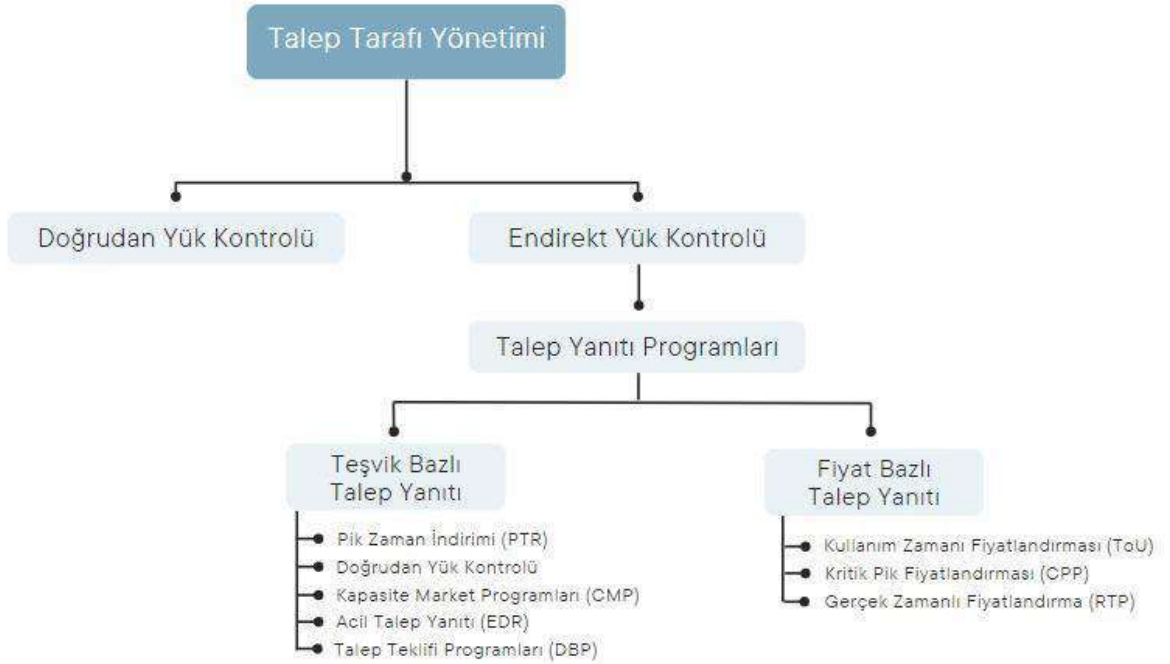 Talep Tarafı Yönetimi
Doğrudan Yük Kontrolü
Endirekt Yük Kontrolü
Talep Yanıtı Programları
Teşvik Bazlı
Talep Yanıtı
Pik Zaman İndirimi (PTR)
Doğrudan Yük Kontrolü
Kapasite Market Programları (CMP)
Acil Talep Yanıtı (EDR)
Talep Teklifi Programları (DBP)
Fiyat Bazlı
Talep Yanıtı
Kullanım Zamanı Fiyatlandırması (ToU)
Kritik Pik Fiyatlandırması (CPP)
Gerçek Zamanlı Fiyatlandırma (RTP)